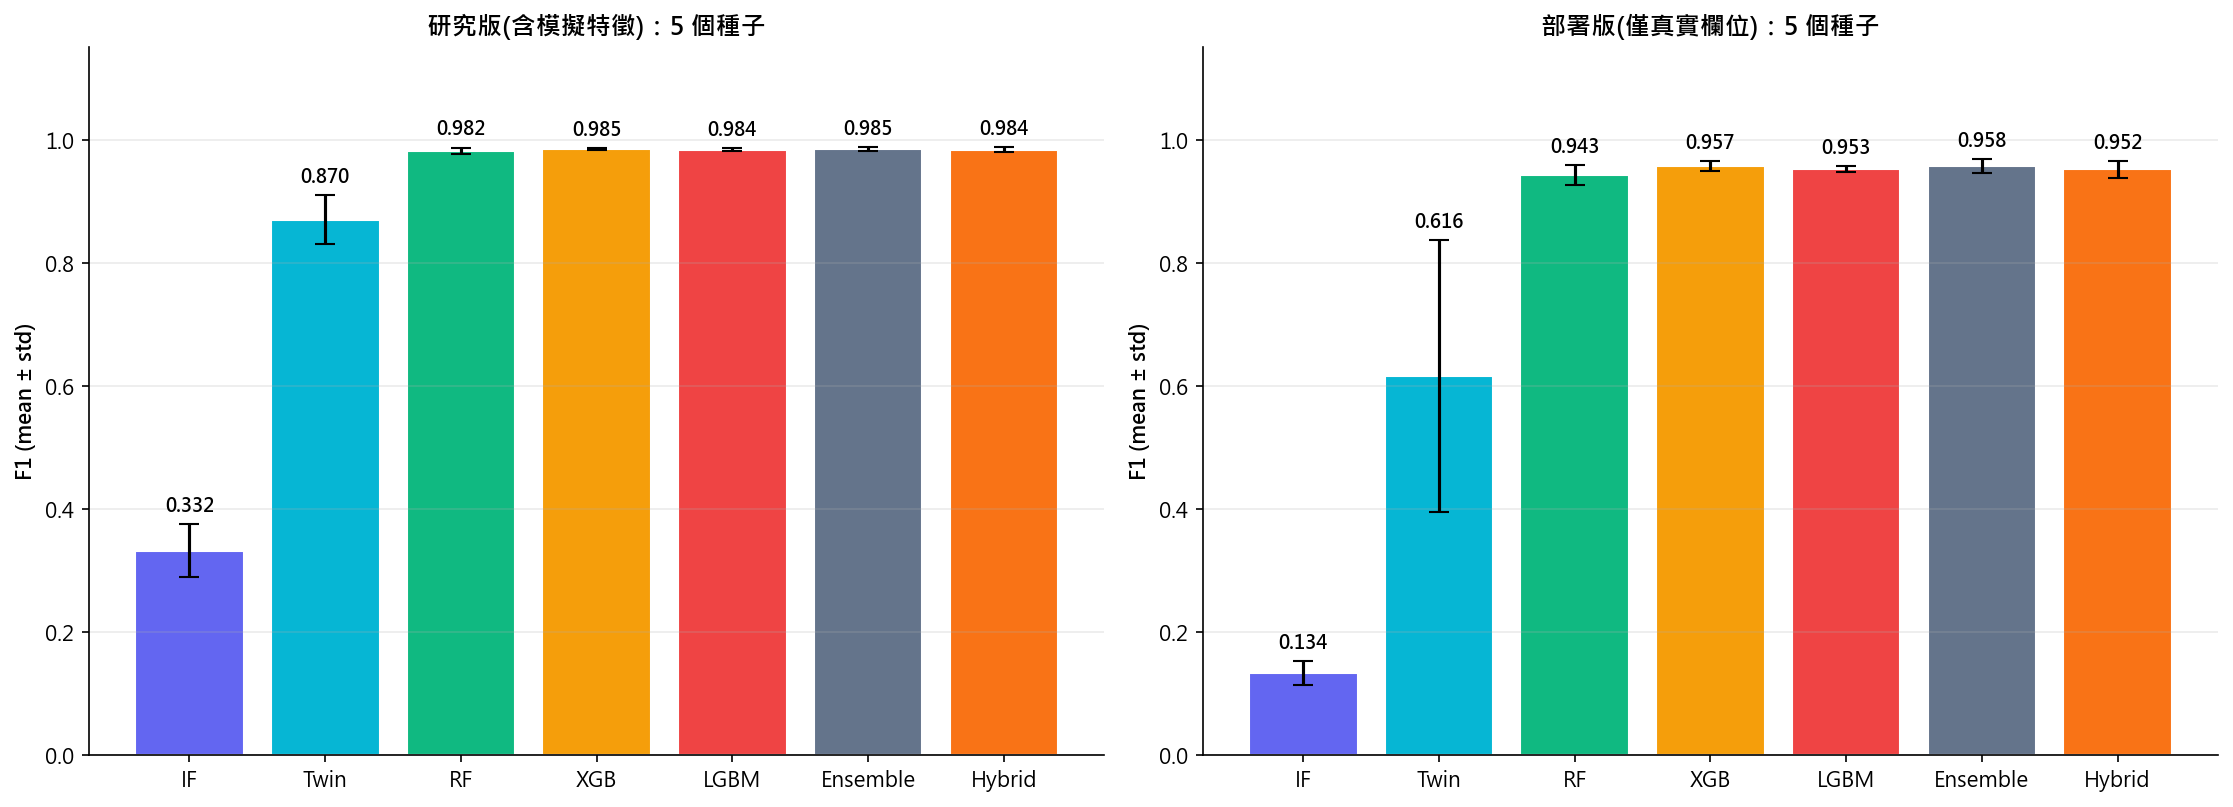 研究版(含模擬特徵)：5 個種子
F1 (mean ± std)
1.0
0.8
0.6
0.4
0.2
0.0
0.332
0.870
0.982
0.985
0.984
0.985
0.984
IF
Twin
RF
XGB
LGBM
Ensemble
Hybrid
部署版(僅真實欄位)：5 個種子
F1 (mean ± std)
1.0
0.8
0.6
0.4
0.2
0.0
0.134
0.616
0.943
0.957
0.953
0.958
0.952
IF
Twin
RF
XGB
LGBM
Ensemble
Hybrid